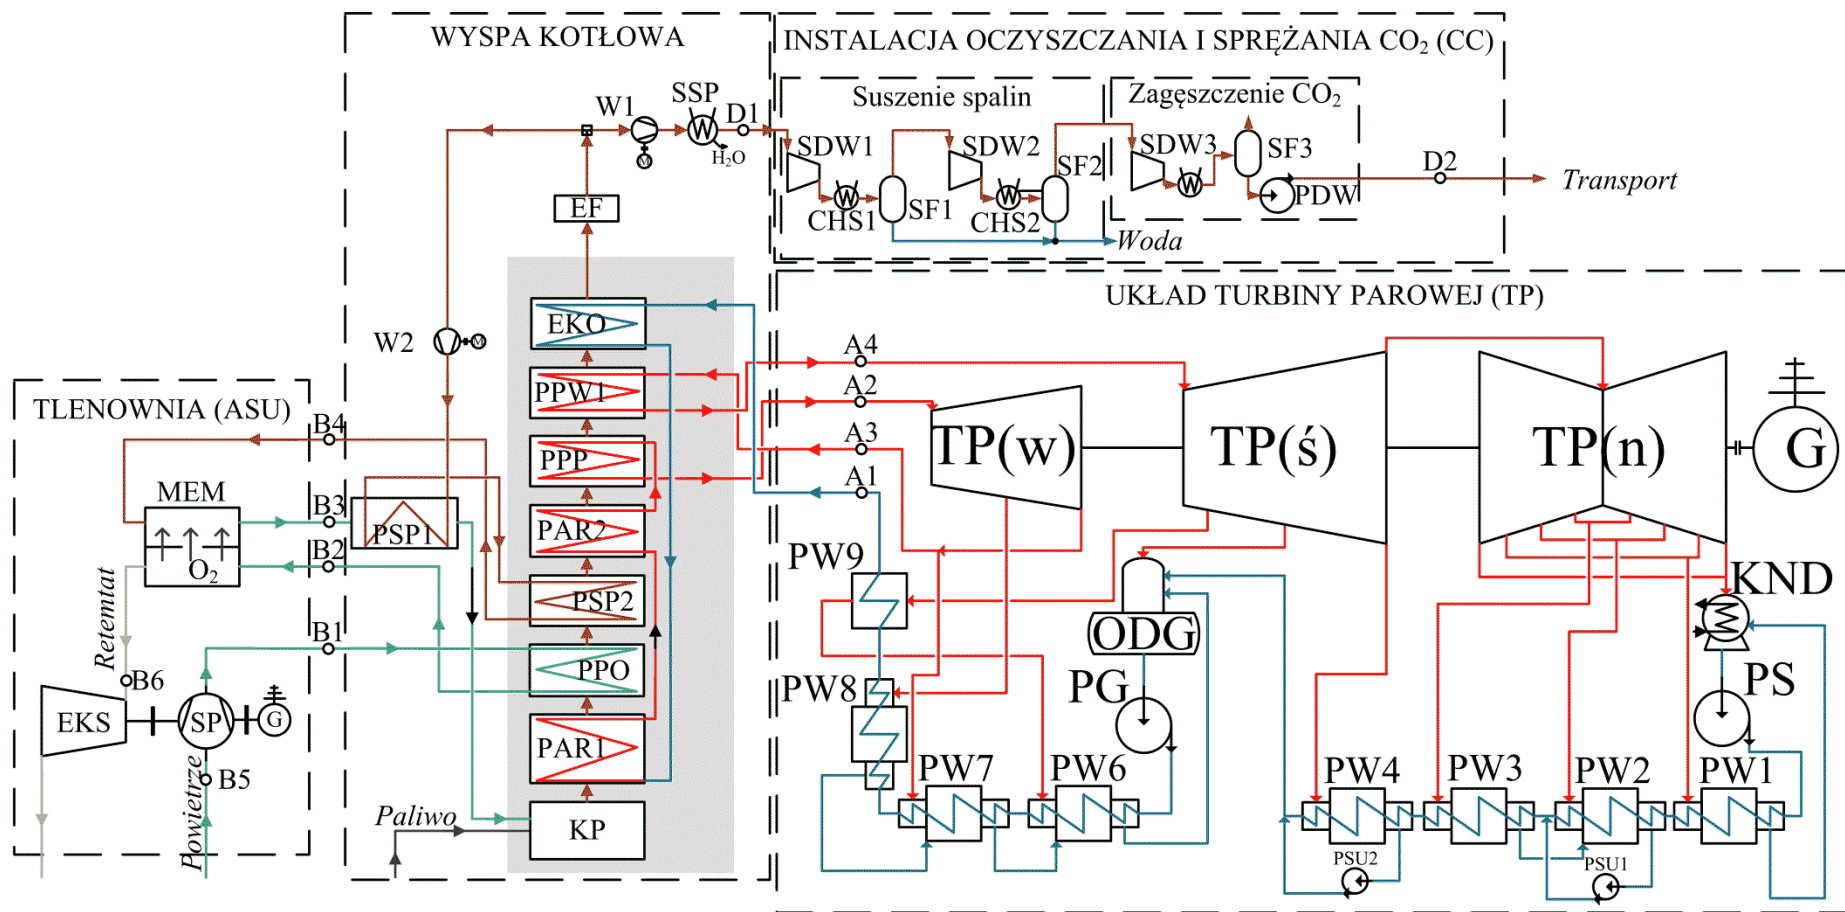 WYSPA KOTŁOWA
INSTALACJA OCZYSZCZANIA I SPRĘŻANIA CO₂ (CC)
Suszenie spalin
Zagęszczenie CO₂
W1
SSP
D1
M
H₂O
SDW1
CHS1
SF1
SDW2
CHS2
SF2
SDW3
SF3
PDW
D2
Transport
Woda
EF
UKŁAD TURBINY PAROWEJ (TP)
EKO
W2
M
PPW1
PPP
PAR2
PSP2
PPO
PAR1
KP
Paliwo
TLENOWNIA (ASU)
B4
MEM
B3
PSP1
O₂
B2
Retemtat
B1
B6
EKS
SP
G
B5
Powietrze
A4
A2
A3
A1
TP(w)
TP(ś)
TP(n)
G
PW9
ODG
KND
PW8
PG
PS
PW7
PW6
PW4
PW3
PW2
PW1
PSU2
PSU1